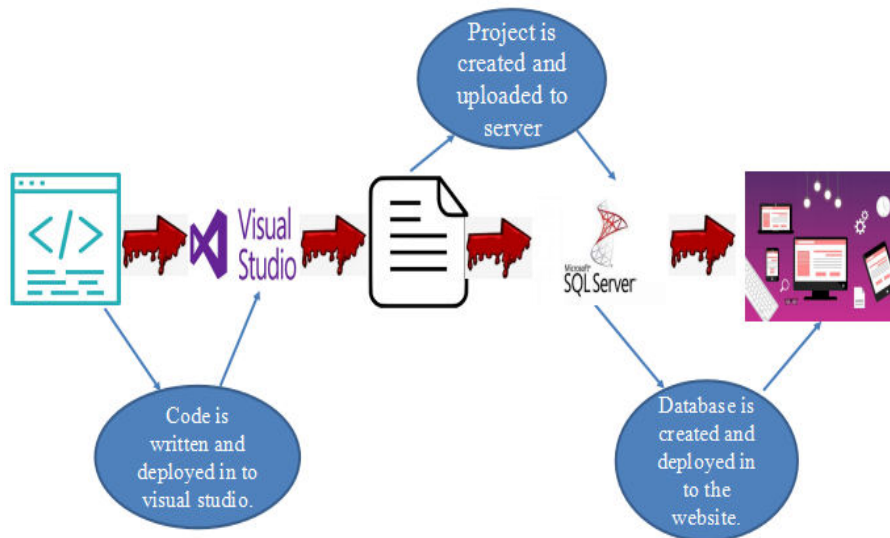 Project is
created and
uploaded to
server
</>
Visual
Studio
Microsoft®
SQL Server
Code is
written and
deployed in to
visual studio.
Database is
created and
deployed in
to the
website.